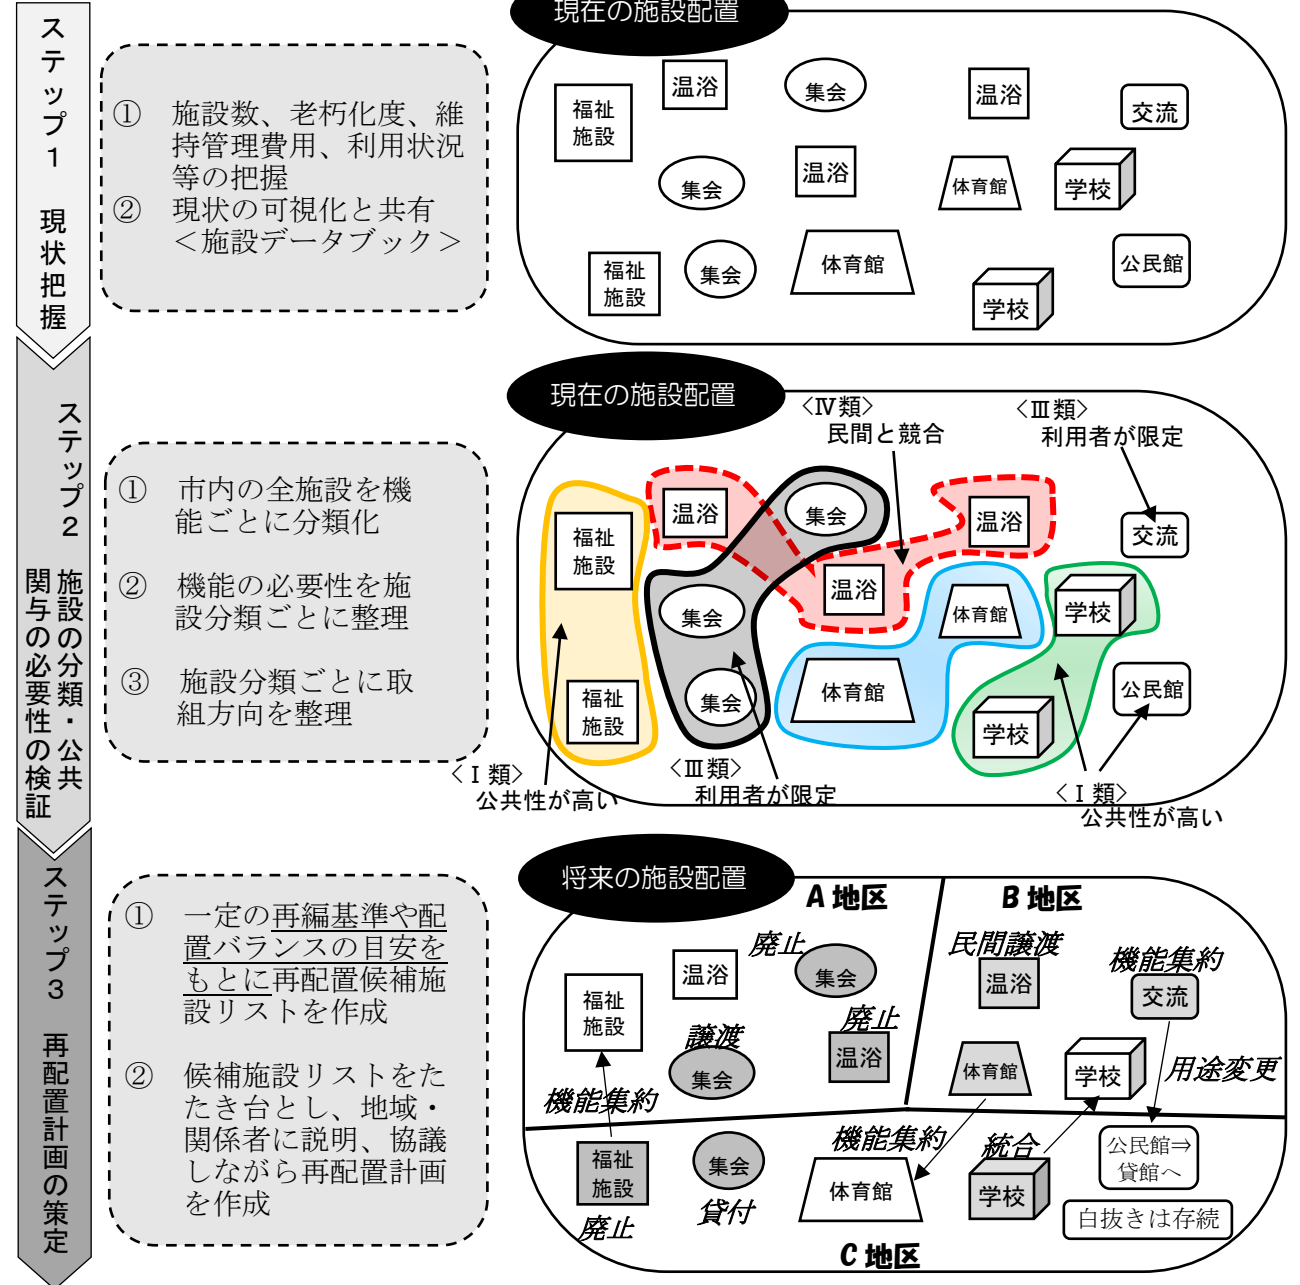 ステップ１　現状把握
①　施設数、老朽化度、維
持管理費用、利用状況
等の把握
②　現状の可視化と共有
＜施設データブック＞
現在の施設配置
福祉
施設
温浴
集会
温浴
交流
集会
温浴
体育館
学校
福祉
施設
集会
体育館
学校
公民館
ステップ２　施設の分類・公共
関与の必要性の検証
①　市内の全施設を機
能ごとに分類化
②　機能の必要性を施
設分類ごとに整理
③　施設分類ごとに取
組方向を整理
現在の施設配置
〈Ⅳ類〉
民間と競合
〈Ⅲ類〉
利用者が限定
福祉
施設
温浴
集会
温浴
交流
集会
温浴
体育館
学校
福祉
施設
集会
体育館
学校
公民館
〈Ⅰ類〉
公共性が高い
〈Ⅲ類〉
利用者が限定
〈Ⅰ類〉
公共性が高い
ステップ３　再配置計画の策定
①　一定の再編基準や配
置バランスの目安を
もとに再配置候補施
設リストを作成
②　候補施設リストをた
たき台とし、地域・
関係者に説明、協議
しながら再配置計画
を作成
将来の施設配置
A 地区
B 地区
廃止
民間譲渡
機能集約
福祉
施設
温浴
集会
温浴
交流
譲渡
廃止
集会
温浴
体育館
学校
用途変更
機能集約
機能集約
統合
福祉
施設
集会
体育館
学校
公民館⇒
貸館へ
廃止
貸付
白抜きは存続
C 地区